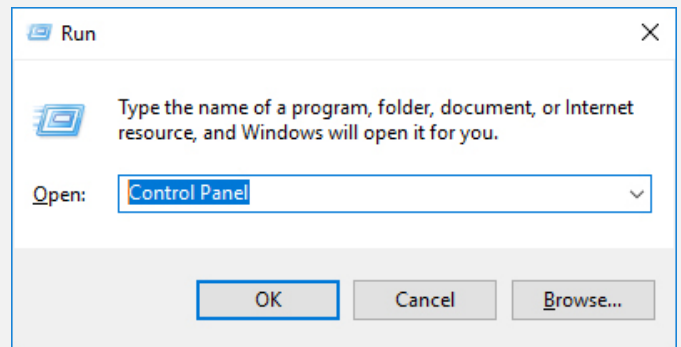 Run
Type the name of a program, folder, document, or Internet
resource, and Windows will open it for you.
Open: Control Panel
OK Cancel Browse...